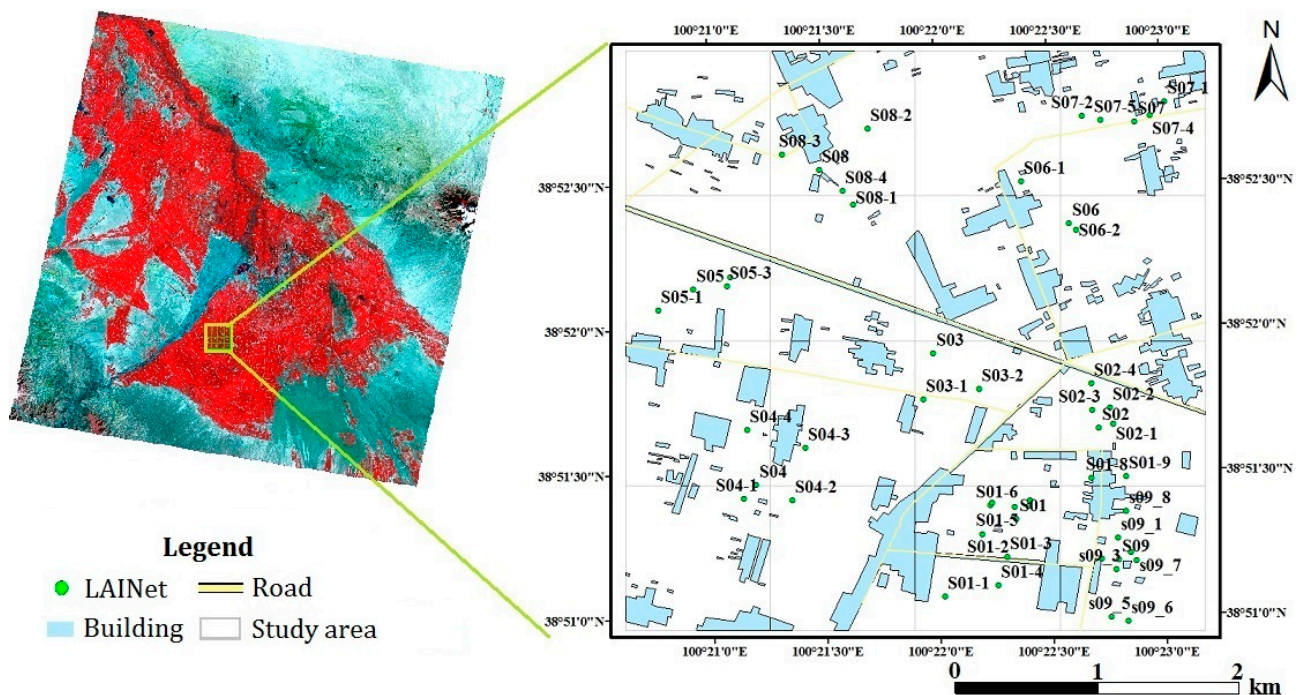 100°21'0"E 100°21'30"E 100°22'0"E 100°22'30"E 100°23'0"E
N
S07-1
S07-2 S07-5 S07
S07-4
S08-2
S08-3
S08
S08-4
S08-1
S06-1
S06
S06-2
38°52'30"N 38°52'30"N
S05 S05-3
S05-1
38°52'0"N 38°52'0"N
S03
S03-1 S03-2
S02-4
S02-3 S02-2
S02
S02-1
S04-4
S04-3
S04
S04-1 S04-2
38°51'30"N 38°51'30"N
S01-8 S01-9
S01-6
S01
s09_8
S01-5
s09_1
S01-2 S01-3
s09_3 S09
s09_7
S01-4
S01-1
s09_5 s09_6
38°51'0"N 38°51'0"N
100°21'0"E 100°21'30"E 100°22'0"E 100°22'30"E 100°23'0"E
Legend
LAINet Road
Building Study area
0 1 2
km